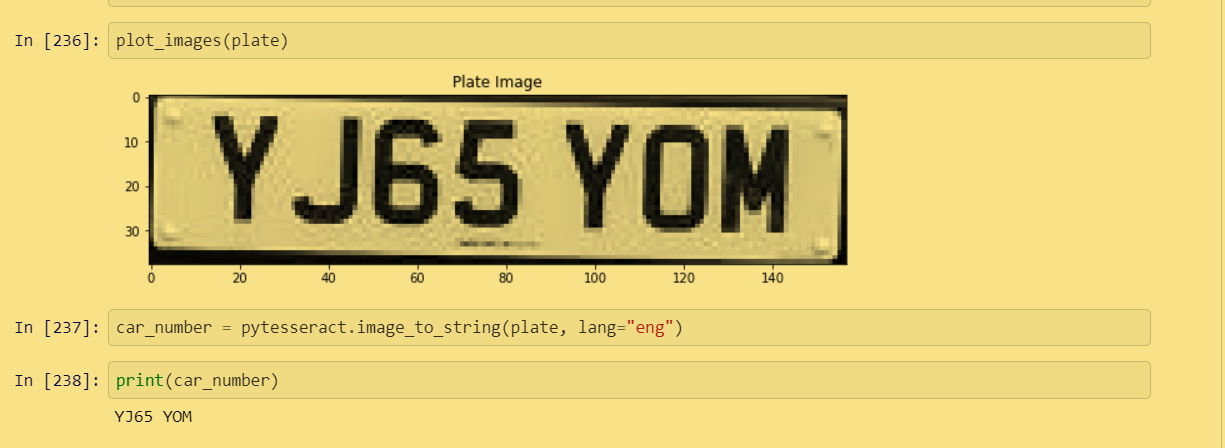 In [236]: plot_images(plate)
Plate Image
0
10
20
30
YJ65 YOM
0 20 40 60 80 100 120 140
In [237]: car_number = pytesseract.image_to_string(plate, lang="eng")
In [238]: print(car_number)
YJ65 YOM